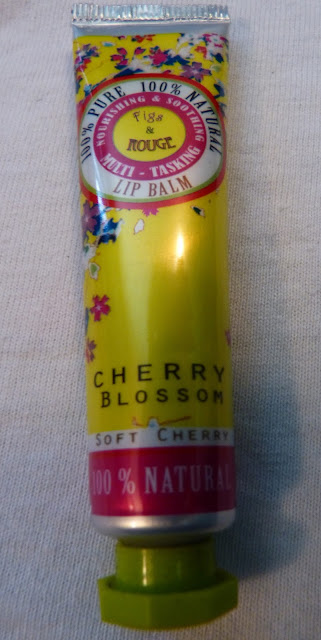 100% PURE 100% NATURAL
NOURISHING & SOOTHING
Figs
&
ROUGE
MULTI - TASKING
LIP BALM
CHERRY
BLOSSOM
SOFT CHERRY
100 % NATURAL